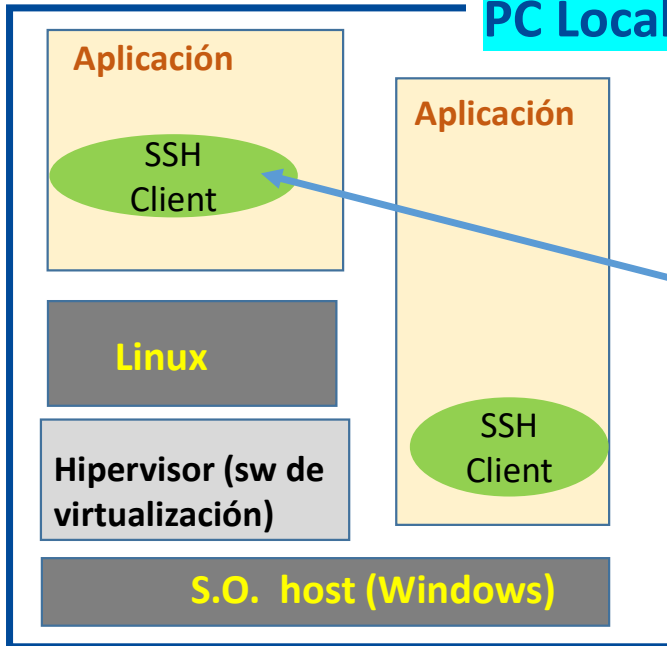 PC Local
Aplicación
SSH
Client
Aplicación
SSH
Client
Linux
Hipervisor (sw de
virtualización)
S.O. host (Windows)